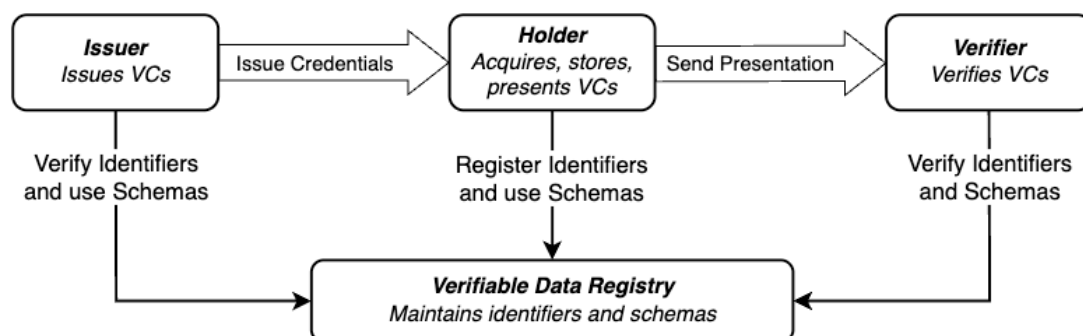 Issuer
Issues VCs
Issue Credentials
Holder
Acquires, stores,
presents VCs
Send Presentation
Verifier
Verifies VCs
Verify Identifiers
and use Schemas
Register Identifiers
and use Schemas
Verify Identifiers
and Schemas
Verifiable Data Registry
Maintains identifiers and schemas